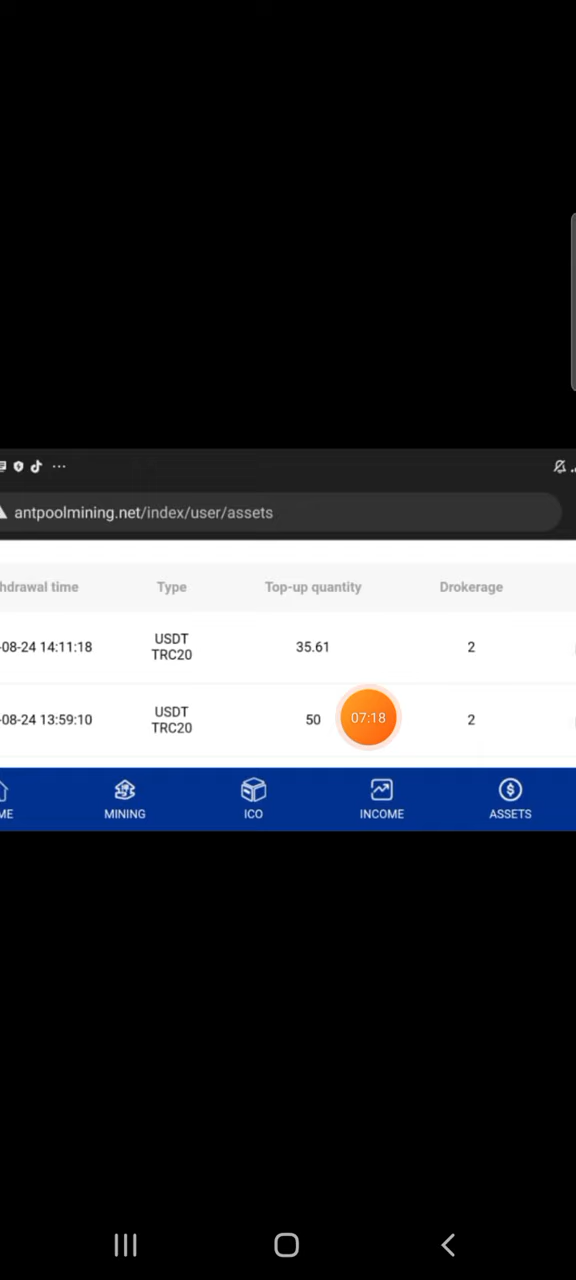 ...
antpoolmining.net/index/user/assets
hdrawal time Type Top-up quantity Drokerage
-08-24 14:11:18 USDT TRC20 35.61 2
-08-24 13:59:10 USDT TRC20 50 07:18 2
ME MINING ICO INCOME ASSETS